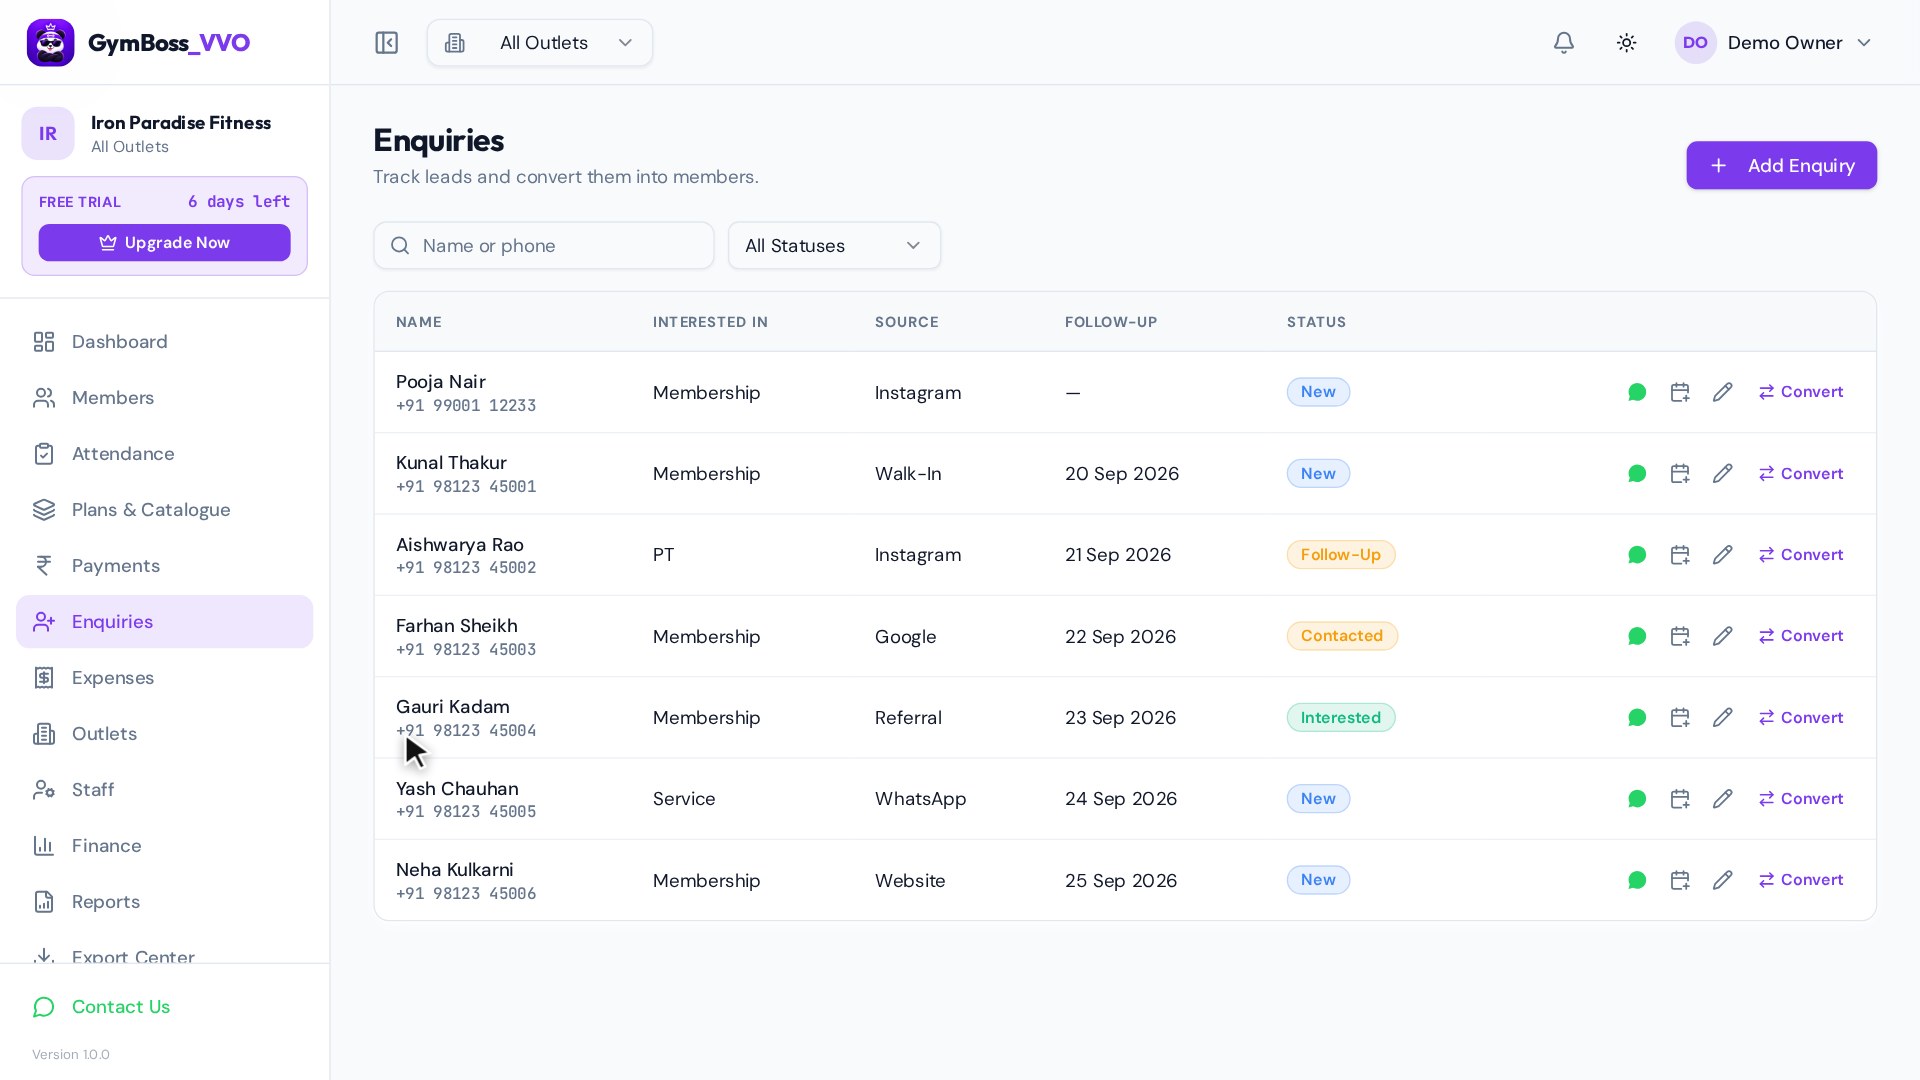 GymBoss_VVO
All Outlets
DO Demo Owner
IR
Iron Paradise Fitness
All Outlets
FREE TRIAL 6 days left
Upgrade Now
Dashboard
Members
Attendance
Plans & Catalogue
Payments
Enquiries
Expenses
Outlets
Staff
Finance
Reports
Export Center
Contact Us
Version 1.0.0
Enquiries
Track leads and convert them into members.
Add Enquiry
Name or phone
All Statuses
NAME INTERESTED IN SOURCE FOLLOW-UP STATUS
Pooja Nair
+91 99001 12233
Membership Instagram — New Convert
Kunal Thakur
+91 98123 45001
Membership Walk-In 20 Sep 2026 New Convert
Aishwarya Rao
+91 98123 45002
PT Instagram 21 Sep 2026 Follow-Up Convert
Farhan Sheikh
+91 98123 45003
Membership Google 22 Sep 2026 Contacted Convert
Gauri Kadam
+91 98123 45004
Membership Referral 23 Sep 2026 Interested Convert
Yash Chauhan
+91 98123 45005
Service WhatsApp 24 Sep 2026 New Convert
Neha Kulkarni
+91 98123 45006
Membership Website 25 Sep 2026 New Convert